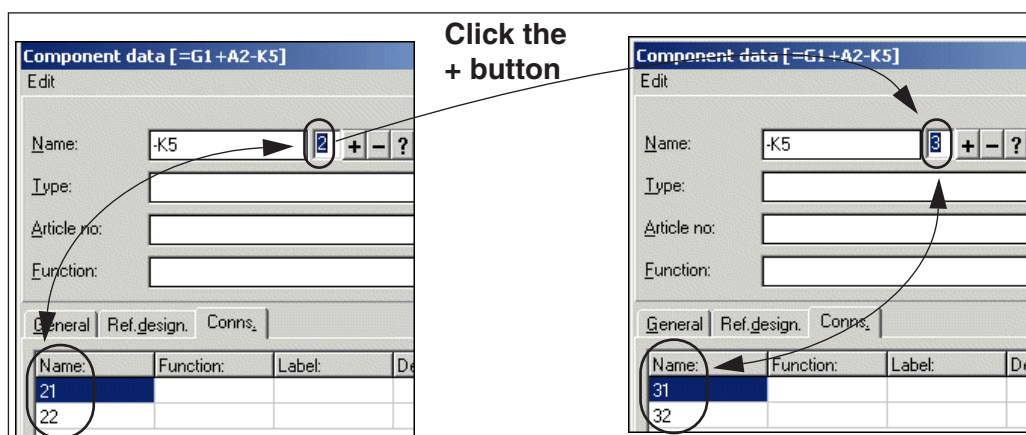 Click the
+ button
Component data [=G1+A2-K5]
Edit
Name: -K5 2 + - ?
Type:
Article no:
Function:
General Ref.design. Conns.
Name: Function: Label: De
21
22
Component data [=G1+A2-K5]
Edit
Name: -K5 3 + - ?
Type:
Article no:
Function:
General Ref.design. Conns.
Name: Function: Label: De
31
32